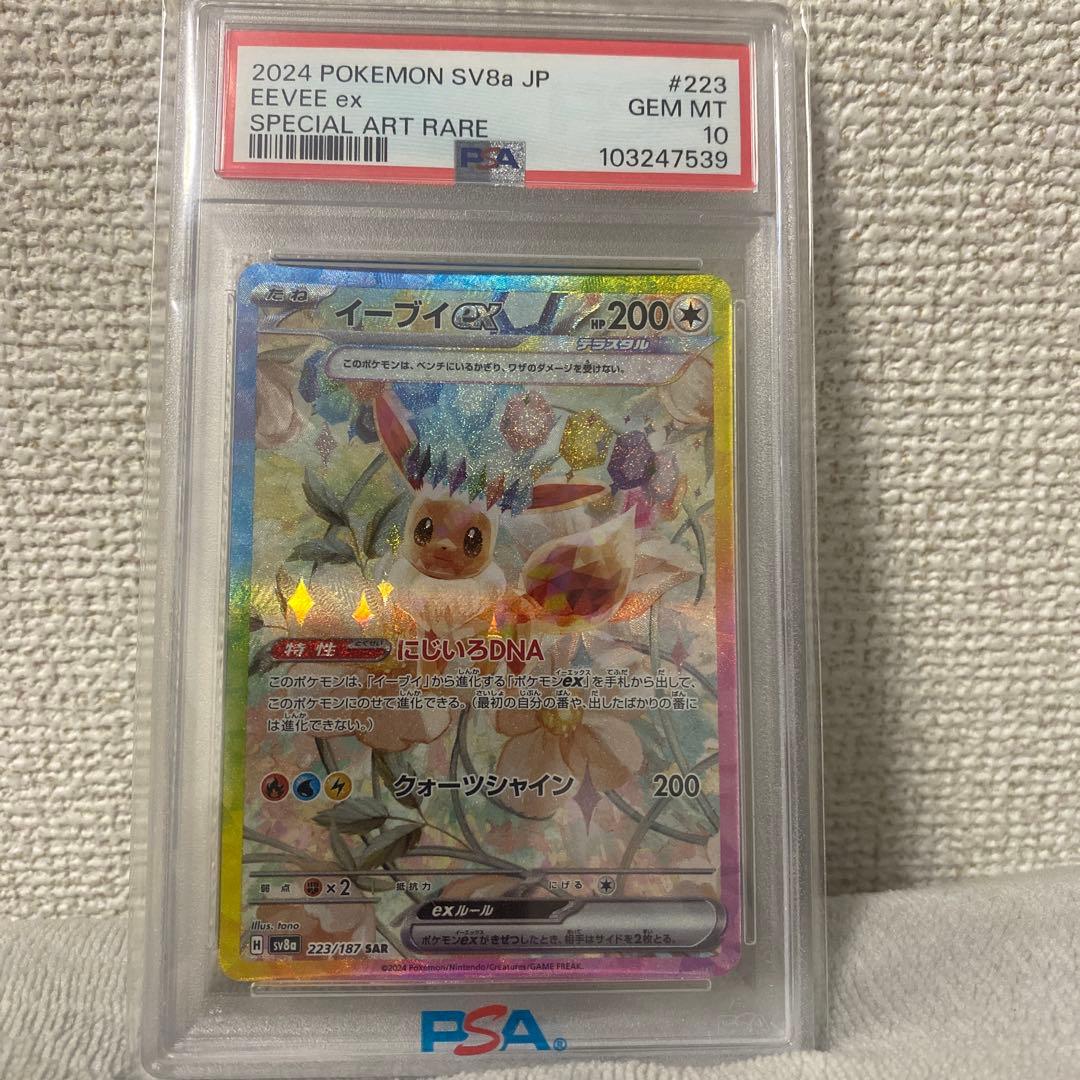 2024 POKEMON SV8a JP #223
EEVEE ex GEM MT
SPECIAL ART RARE 10
PSA 103247539
たね イーブイex HP200
テラスタル
このポケモンは、ベンチにいるかぎり、ワザのダメージを受けない。
特性 とくせい にじいろDNA
このポケモンは、「イーブイ」から進化する「ポケモンex」を手札から出して、
このポケモンにのせて進化できる。（最初の自分の番や、出したばかりの番に
は進化できない。）
クォーツシャイン 200
弱点 ×2 抵抗力 にげる
exルール
ポケモンexがきぜつしたとき、相手はサイドを2枚とる。
Illus. tono
H sv8a 223/187 SAR
©2024 Pokémon/Nintendo/Creatures/GAME FREAK.
PSA®